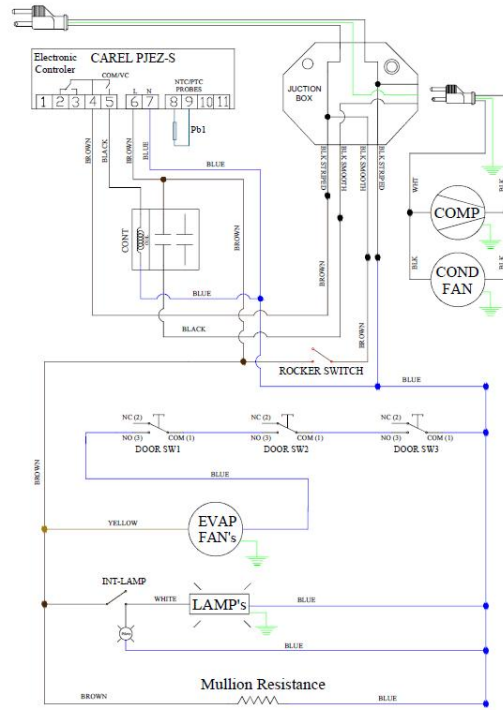 Electronic
Controler
CAREL PJEZ-S
COM/VC
L
N
NTC/PTC
PROBES
1 2 3 4 5 6 7 8 9 10 11
Pb1
JUCTION
BOX
BROWN
BLACK
BROWN
BLUE
BLUE
BLK STRIPED
BLK SMOOTH
BLK SMOOTH
BLK STRIPED
WHT
COMP
BLK
COND
FAN
CONT
BROWN
BROWN
BLUE
BLACK
BROWN
ROCKER SWITCH
BLUE
NC (2)
NO (3)
COM (1)
DOOR SW1
NC (2)
NO (3)
COM (1)
DOOR SW2
NC (2)
NO (3)
COM (1)
DOOR SW3
BROWN
BLUE
YELLOW
EVAP
FAN's
INT-LAMP
WHITE
LAMP's
BLUE
BLUE
Mullion Resistance
BROWN
BLUE